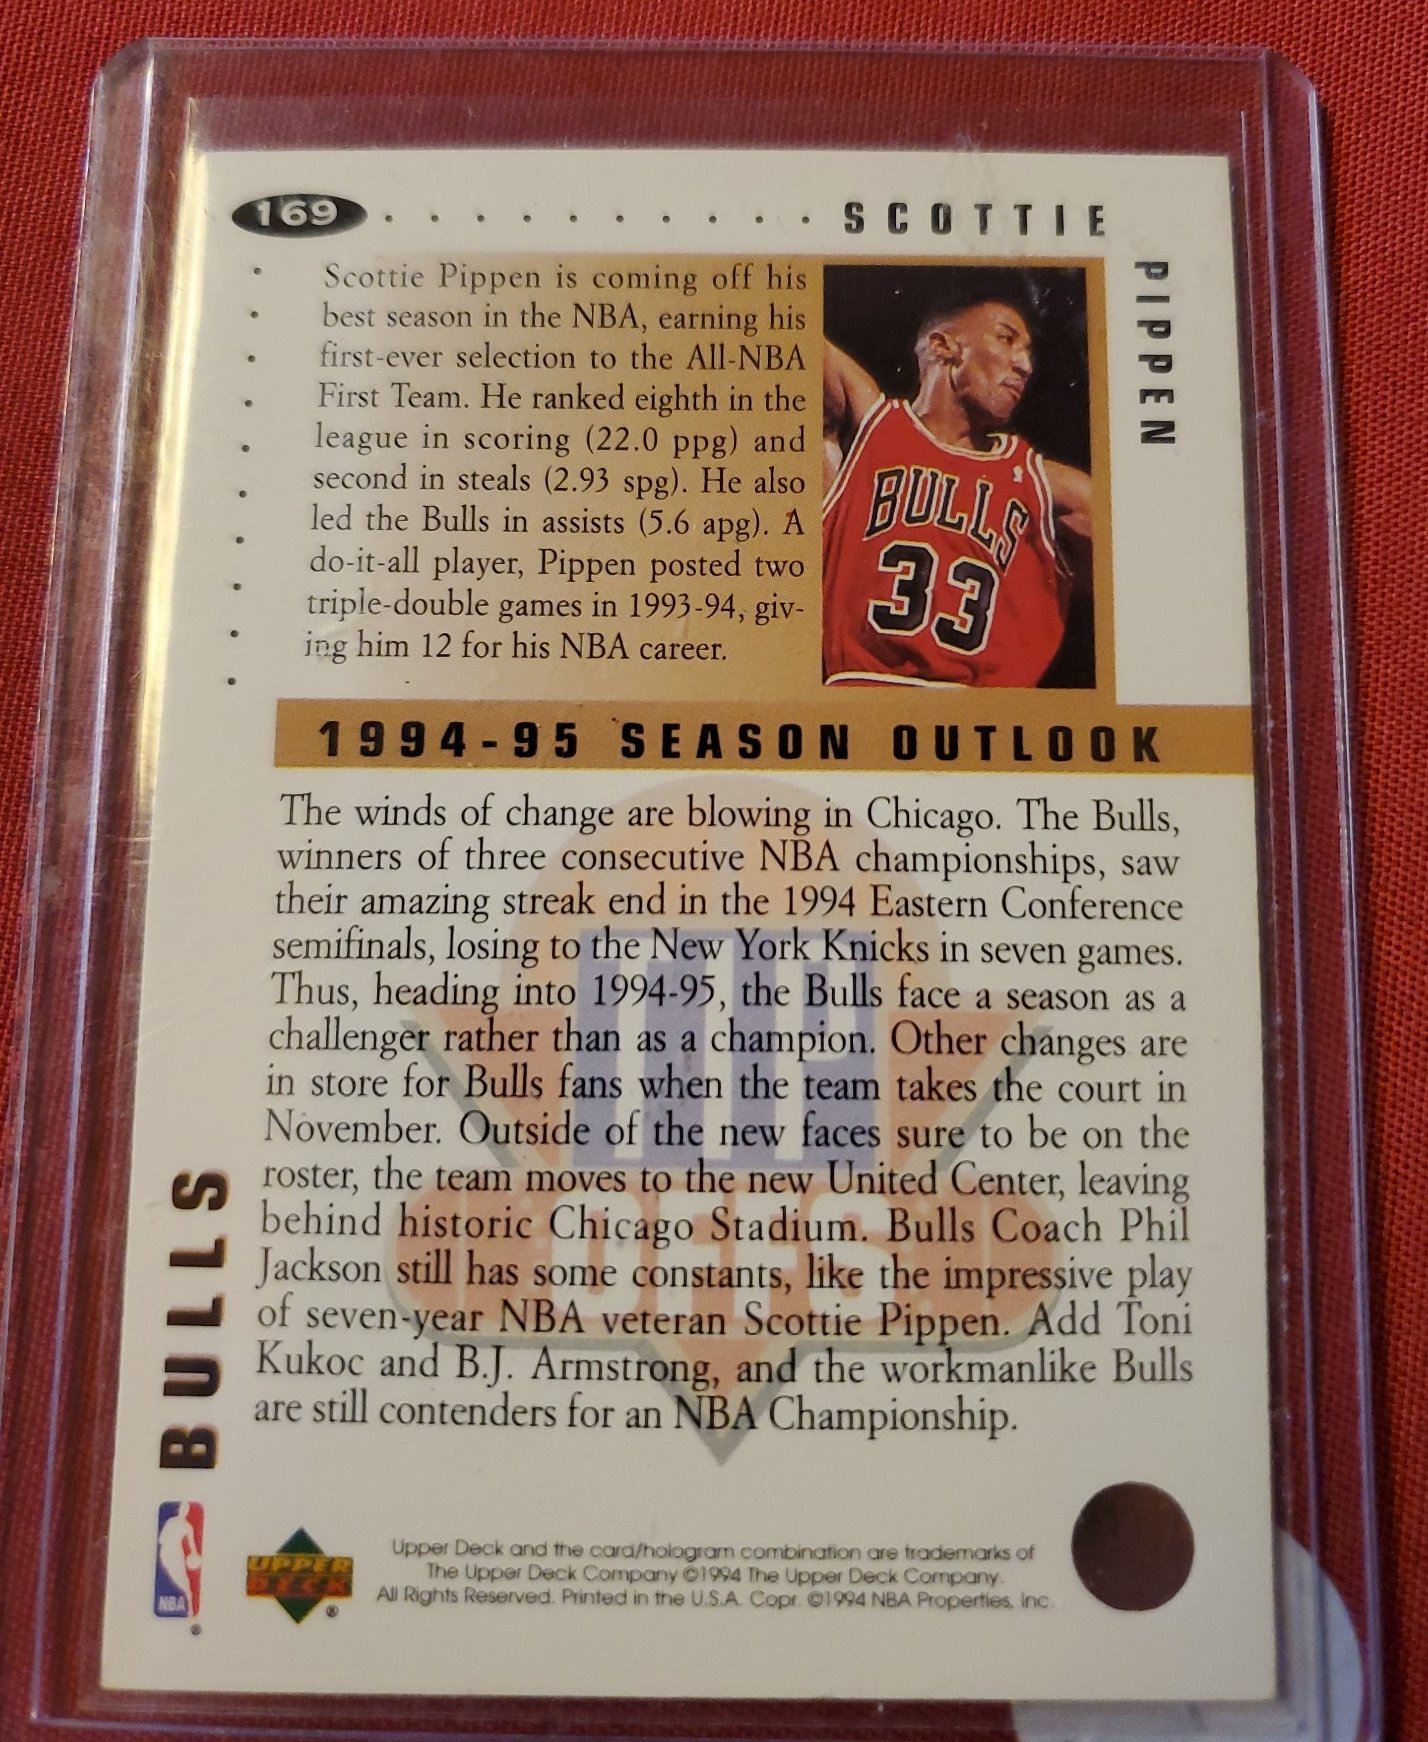 169 SCOTTIE
PIPPEN
Scottie Pippen is coming off his
best season in the NBA, earning his
first-ever selection to the All-NBA
First Team. He ranked eighth in the
league in scoring (22.0 ppg) and
second in steals (2.93 spg). He also
led the Bulls in assists (5.6 apg). A
do-it-all player, Pippen posted two
triple-double games in 1993-94, giv-
ing him 12 for his NBA career.
BULLS
33
1994-95 SEASON OUTLOOK
The winds of change are blowing in Chicago. The Bulls,
winners of three consecutive NBA championships, saw
their amazing streak end in the 1994 Eastern Conference
semifinals, losing to the New York Knicks in seven games.
Thus, heading into 1994-95, the Bulls face a season as a
challenger rather than as a champion. Other changes are
in store for Bulls fans when the team takes the court in
November. Outside of the new faces sure to be on the
roster, the team moves to the new United Center, leaving
behind historic Chicago Stadium. Bulls Coach Phil
Jackson still has some constants, like the impressive play
of seven-year NBA veteran Scottie Pippen. Add Toni
Kukoc and B.J. Armstrong, and the workmanlike Bulls
are still contenders for an NBA Championship.
BULLS
NBA ®
UPPER
DECK ®
Upper Deck and the card/hologram combination are trademarks of
The Upper Deck Company ©1994 The Upper Deck Company.
All Rights Reserved. Printed in the U.S.A. Copr. ©1994 NBA Properties, Inc.